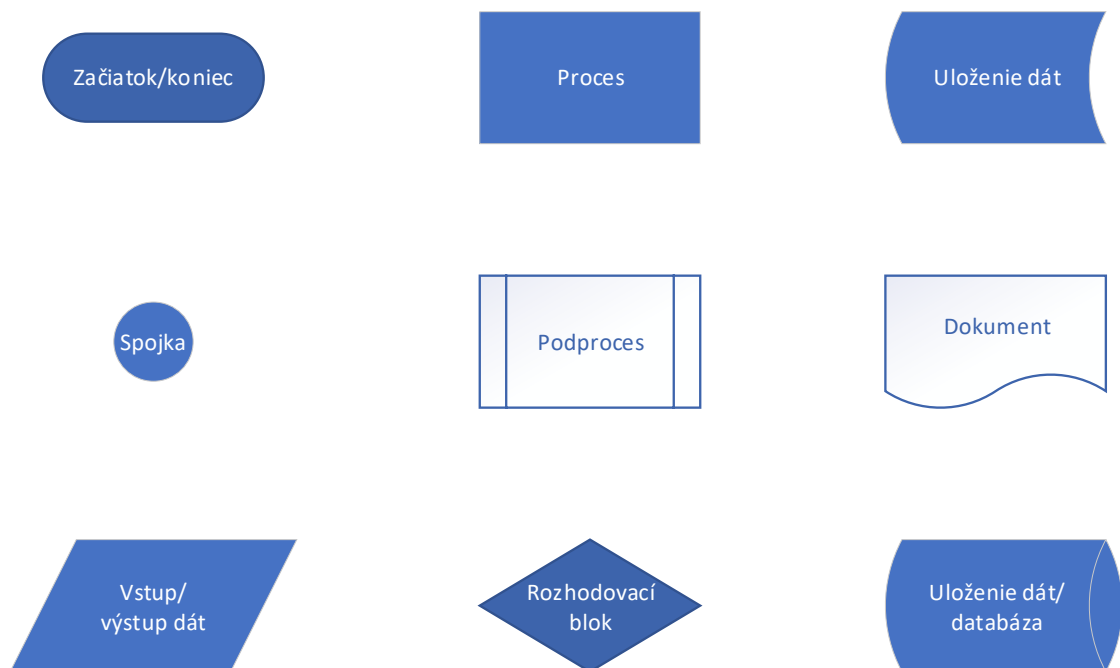 Začiatok/koniec
Proces
Uloženie dát
Spojka
Podproces
Dokument
Vstup/
výstup dát
Rozhodovací
blok
Uloženie dát/
databáza